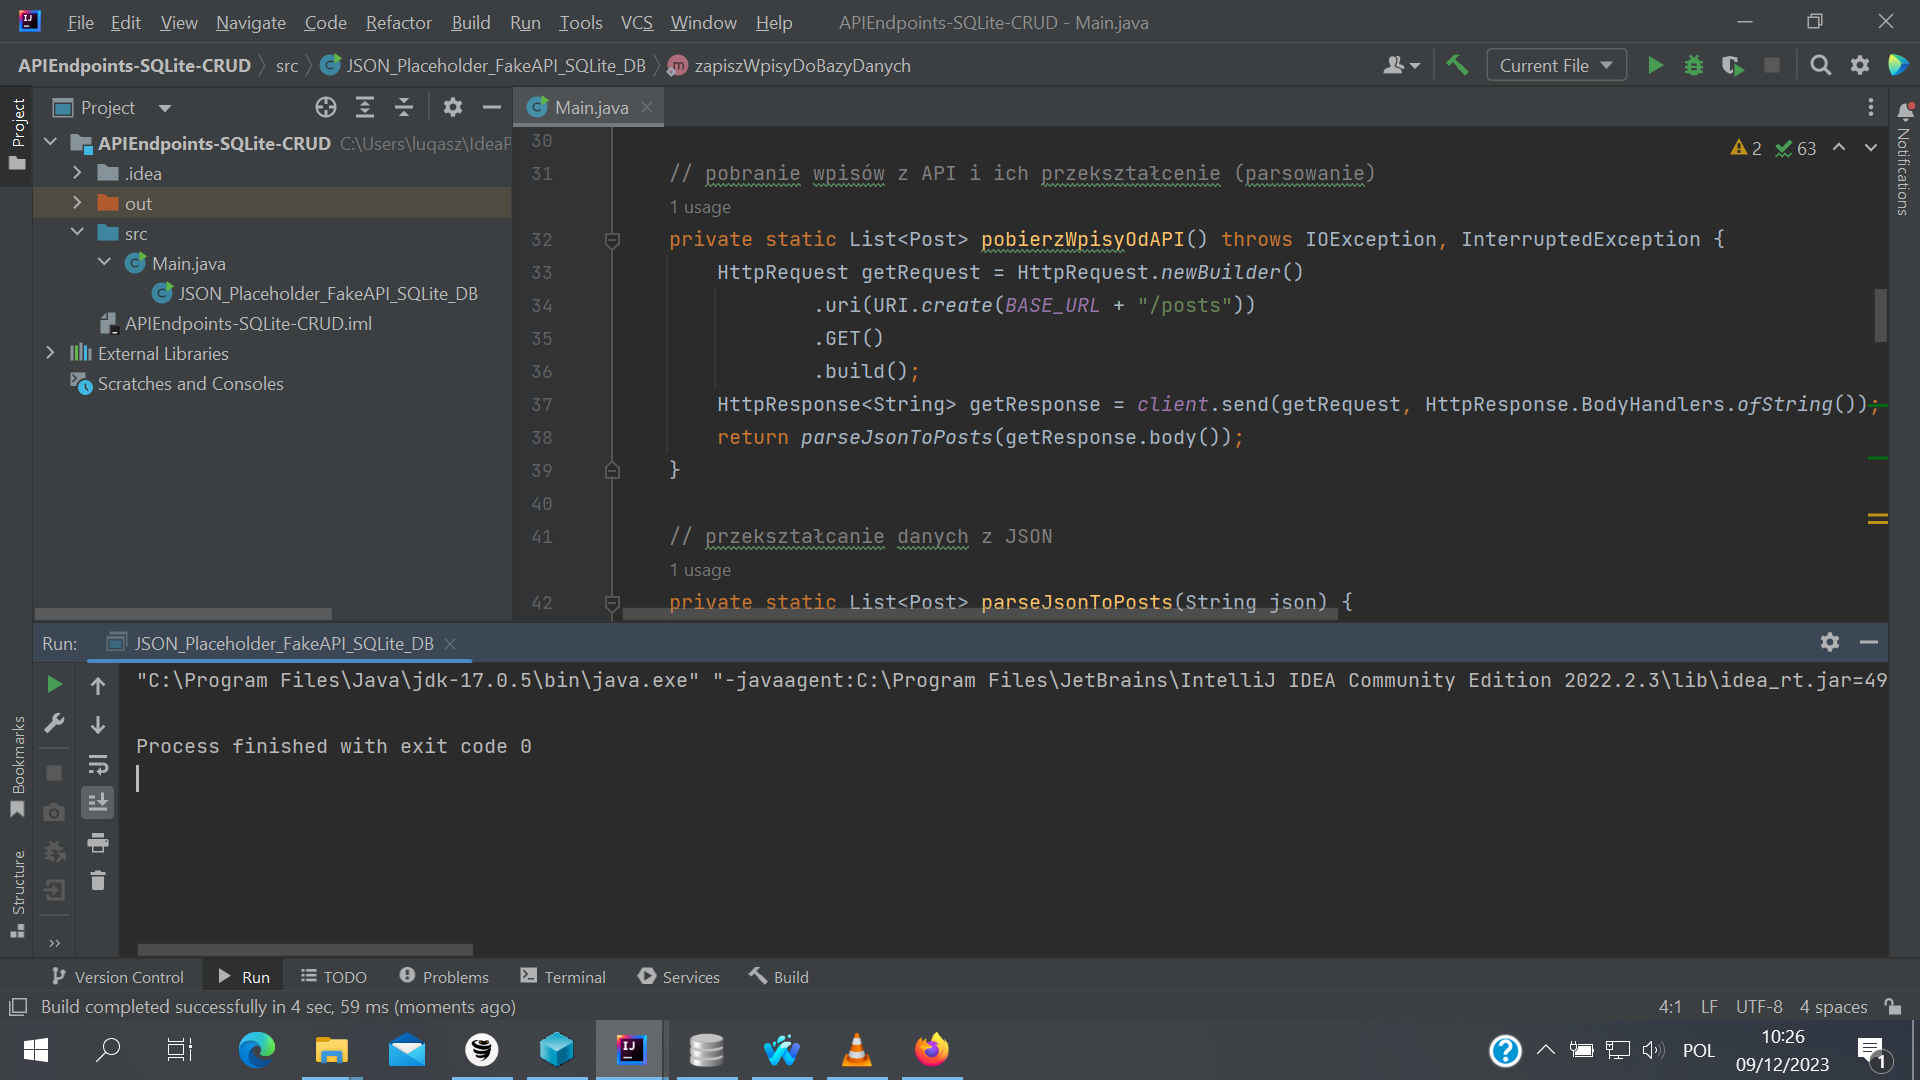 File Edit View Navigate Code Refactor Build Run Tools VCS Window Help APIEndpoints-SQLite-CRUD - Main.java
APIEndpoints-SQLite-CRUD src JSON_Placeholder_FakeAPI_SQLite_DB zapiszWpisyDoBazyDanych Current File
Project
Project
Main.java
APIEndpoints-SQLite-CRUD C:\Users\luqasz\IdeaP
.idea
out
src
Main.java
JSON_Placeholder_FakeAPI_SQLite_DB
APIEndpoints-SQLite-CRUD.iml
External Libraries
Scratches and Consoles
2 63
Notifications
30
31 // pobranie wpisów z API i ich przekształcenie (parsowanie)
1 usage
32 private static List<Post> pobierzWpisyOdAPI() throws IOException, InterruptedException {
33 HttpRequest getRequest = HttpRequest.newBuilder()
34 .uri(URI.create(BASE_URL + "/posts"))
35 .GET()
36 .build();
37 HttpResponse<String> getResponse = client.send(getRequest, HttpResponse.BodyHandlers.ofString());
38 return parseJsonToPosts(getResponse.body());
39 }
40
41 // przekształcanie danych z JSON
1 usage
42 private static List<Post> parseJsonToPosts(String json) {
Run: JSON_Placeholder_FakeAPI_SQLite_DB
"C:\Program Files\Java\jdk-17.0.5\bin\java.exe" "-javaagent:C:\Program Files\JetBrains\IntelliJ IDEA Community Edition 2022.2.3\lib\idea_rt.jar=49
Process finished with exit code 0
Bookmarks
Structure
Version Control Run TODO Problems Terminal Services Build
Build completed successfully in 4 sec, 59 ms (moments ago) 4:1 LF UTF-8 4 spaces
POL 10:26
09/12/2023
1